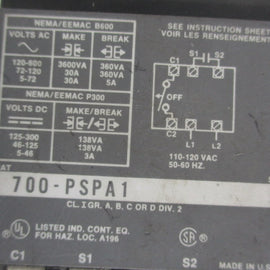 NEMA/EEMAC B600
VOLTS AC MAKE BREAK
120-600 3600VA 360VA
72-120 30A 360VA
5-72 30A 5A
NEMA/EEMAC P300
VOLTS DC MAKE/BREAK
125-300 138VA
46-125 138VA
5-46 3A
SEE INSTRUCTION SHEET
VOIR LES RENSEIGNEMENT
S1 S2
C1
OFF
C2 L1 L2
110-120 VAC
50-60 HZ.
CAT
700-PSPA1
CL. I GR. A, B, C OR D DIV. 2
LISTED IND. CONT. EQ.
FOR HAZ. LOC. A196
C1 S1 S2 MADE IN U.S